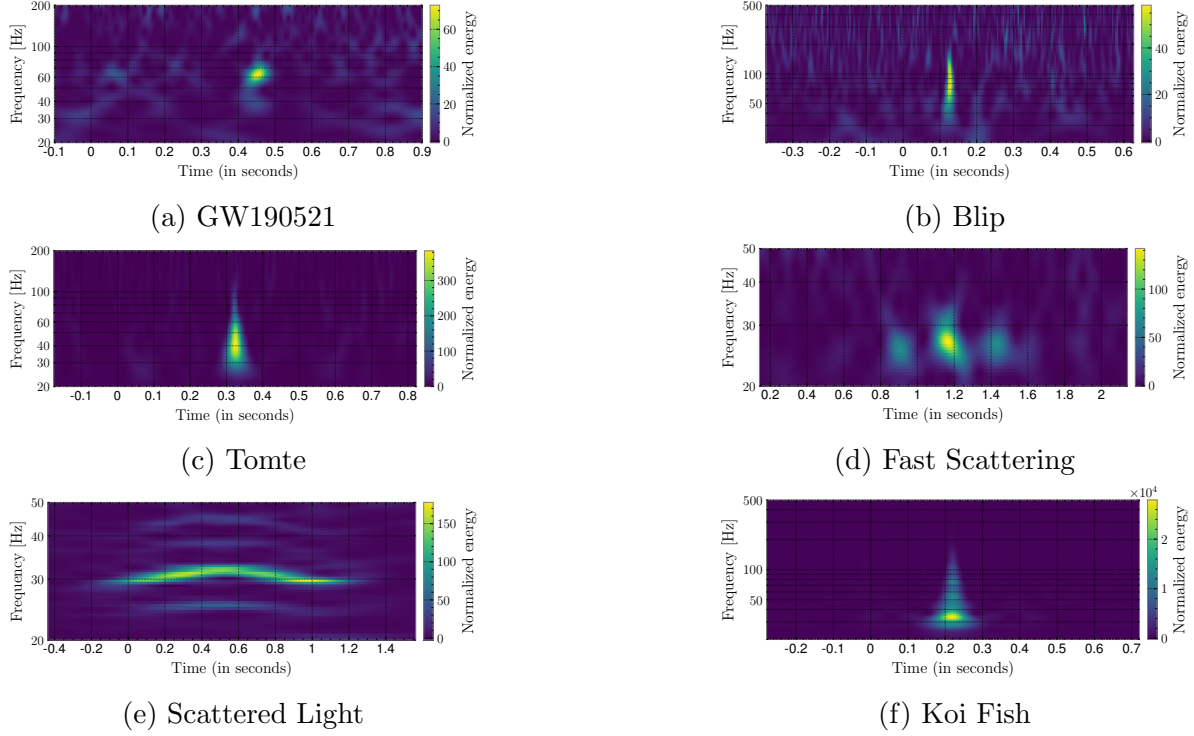 200
100
60
40
30
20
-0.1 0 0.1 0.2 0.3 0.4 0.5 0.6 0.7 0.8 0.9
Time (in seconds)
Frequency [Hz]
0 20 40 60
Normalized energy
(a) GW190521
500
100
50
-0.3 -0.2 -0.1 0 0.1 0.2 0.3 0.4 0.5 0.6
Time (in seconds)
Frequency [Hz]
0 20 40
Normalized energy
(b) Blip
200
100
60
40
30
20
-0.1 0 0.1 0.2 0.3 0.4 0.5 0.6 0.7 0.8
Time (in seconds)
Frequency [Hz]
0 100 200 300
Normalized energy
(c) Tomte
50
40
30
20
0.2 0.4 0.6 0.8 1 1.2 1.4 1.6 1.8 2
Time (in seconds)
Frequency [Hz]
0 50 100
Normalized energy
(d) Fast Scattering
50
40
30
20
-0.4 -0.2 0 0.2 0.4 0.6 0.8 1.0 1.2 1.4
Time (in seconds)
Frequency [Hz]
0 50 100 150
Normalized energy
(e) Scattered Light
500
100
50
-0.2 -0.1 0 0.1 0.2 0.3 0.4 0.5 0.6 0.7
Time (in seconds)
Frequency [Hz]
×10⁴
0 1 2
Normalized energy
(f) Koi Fish